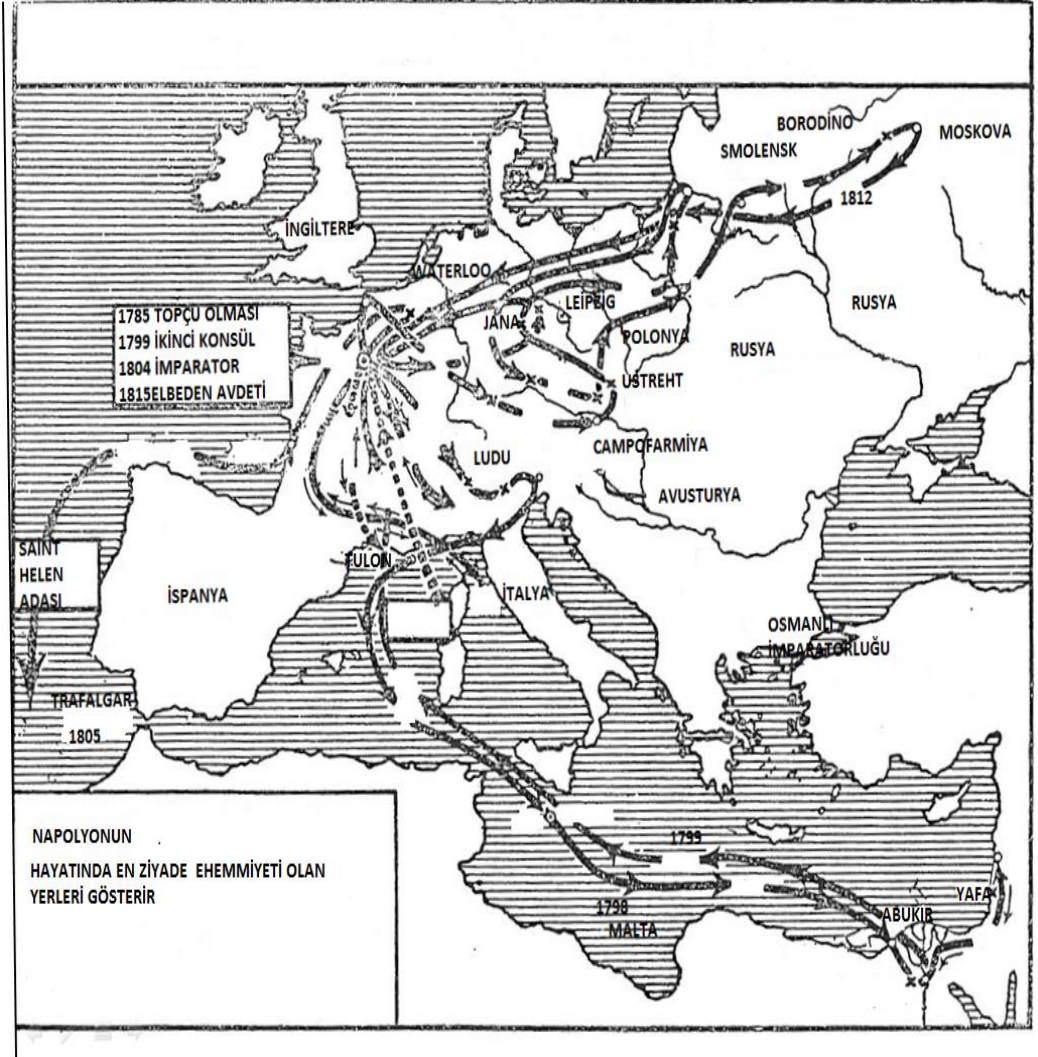 BORODİNO
MOSKOVA
SMOLENSK
1812
İNGİLTERE
WATERLOO
LEIPZIG
RUSYA
1785 TOPÇU OLMASI
1799 İKİNCİ KONSÜL
1804 İMPARATOR
1815ELBEDEN AVDETİ
JANA
POLONYA
RUSYA
USTREHT
CAMPOFARMİYA
LUDU
AVUSTURYA
SAINT
HELEN
ADASI
TULON
İSPANYA
İTALYA
OSMANLI
İMPARATORLUĞU
TRAFALGAR
1805
NAPOLYONUN
HAYATINDA EN ZİYADE EHEMMİYETİ OLAN
YERLERİ GÖSTERİR
1799
YAFA
ABUKIR
1798
MALTA